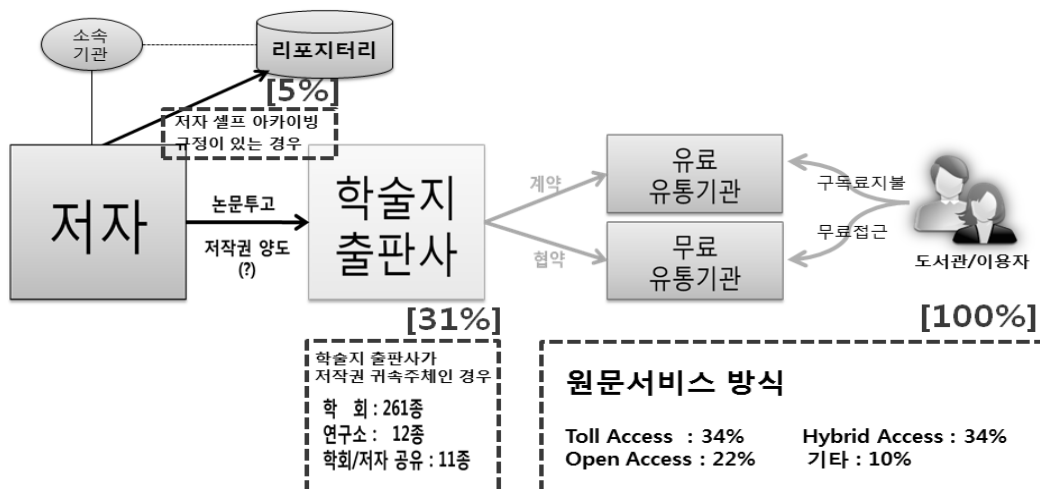 소속
기관
리포지터리
[5%]
저자 셀프 아카이빙
규정이 있는 경우
저자
논문투고
저작권 양도
(?)
학술지
출판사
[31%]
계약
협약
유료
유통기관
무료
유통기관
구독료지불
무료접근
도서관/이용자
[100%]
학술지 출판사가
저작권 귀속주체인 경우
학 회 : 261종
연구소 : 12종
학회/저자 공유 : 11종
원문서비스 방식
Toll Access : 34% Hybrid Access : 34%
Open Access : 22% 기타 : 10%